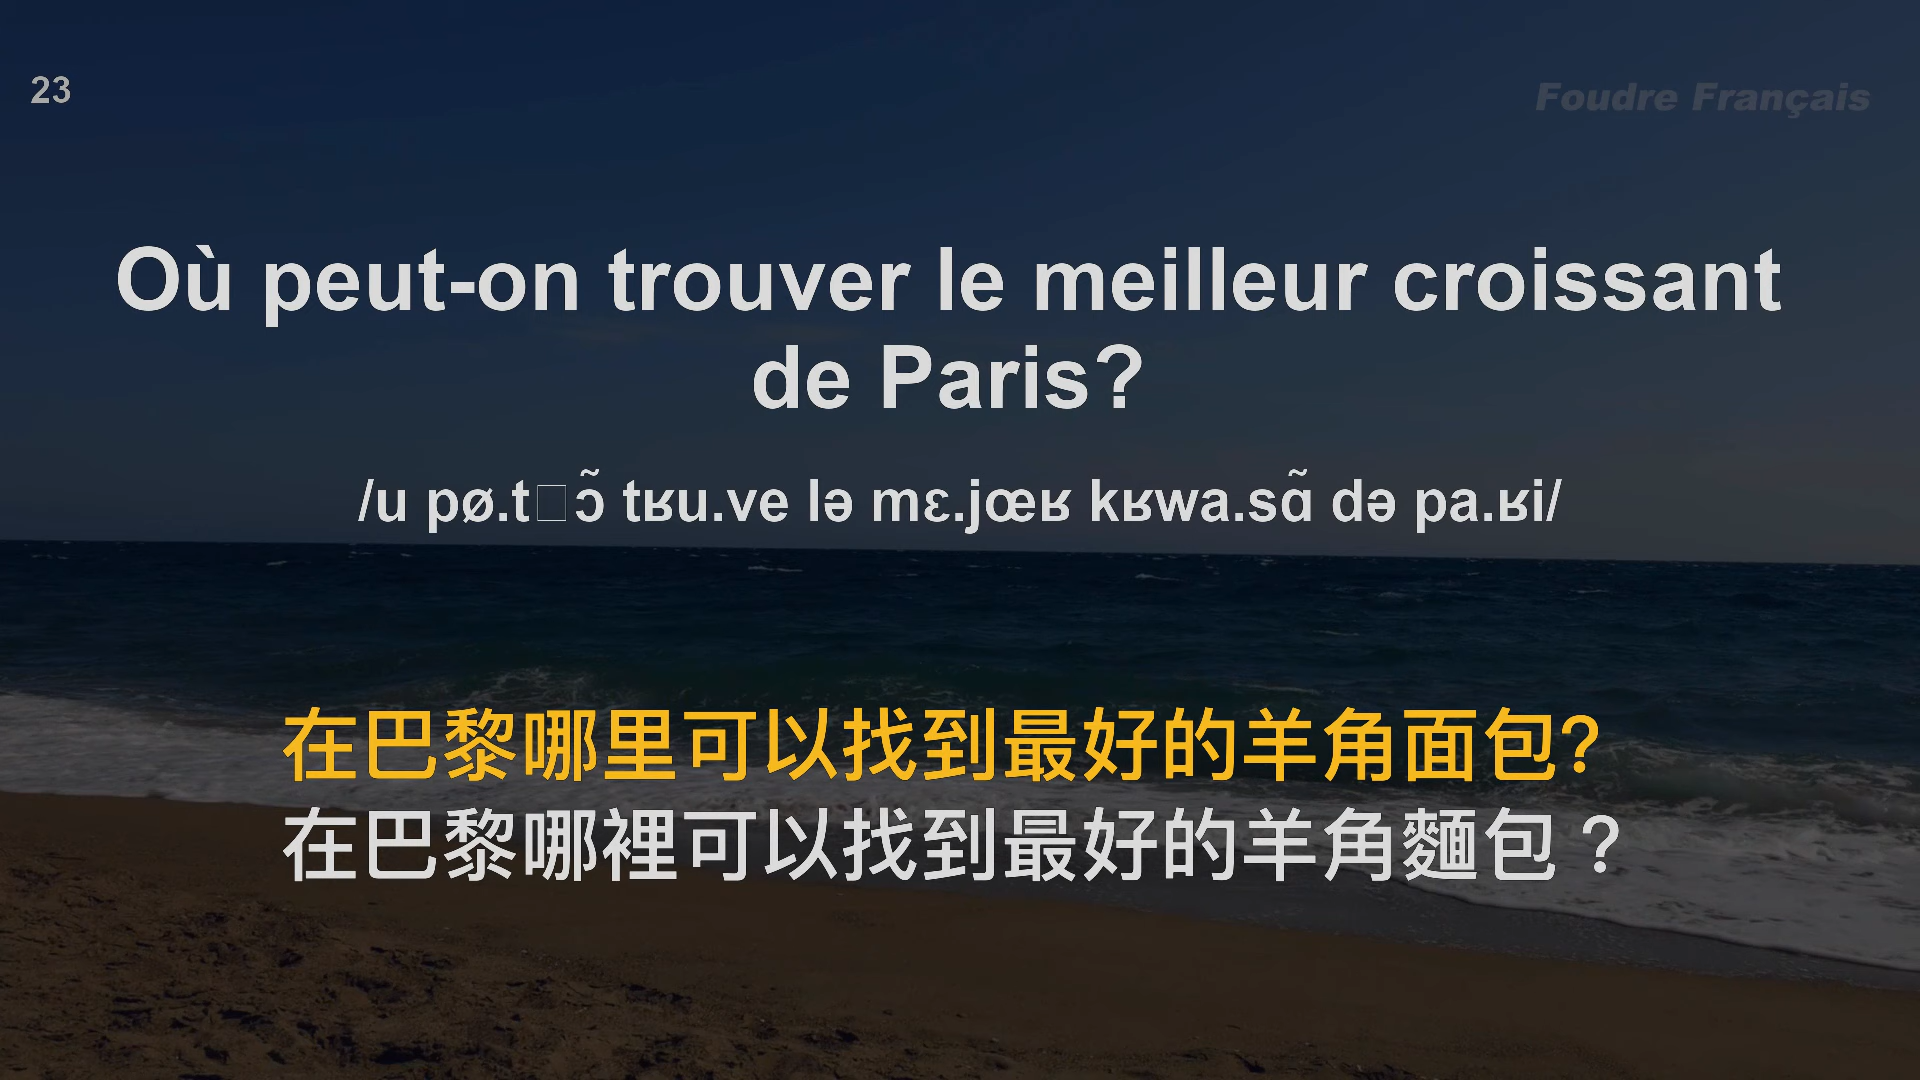 23
Foudre Français
Où peut-on trouver le meilleur croissant
de Paris?
/u pø.t□ɔ̃ tʁu.ve lə mɛ.jœʁ kʁwa.sɑ̃ də pa.ʁi/
在巴黎哪里可以找到最好的羊角面包?
在巴黎哪裡可以找到最好的羊角麵包？